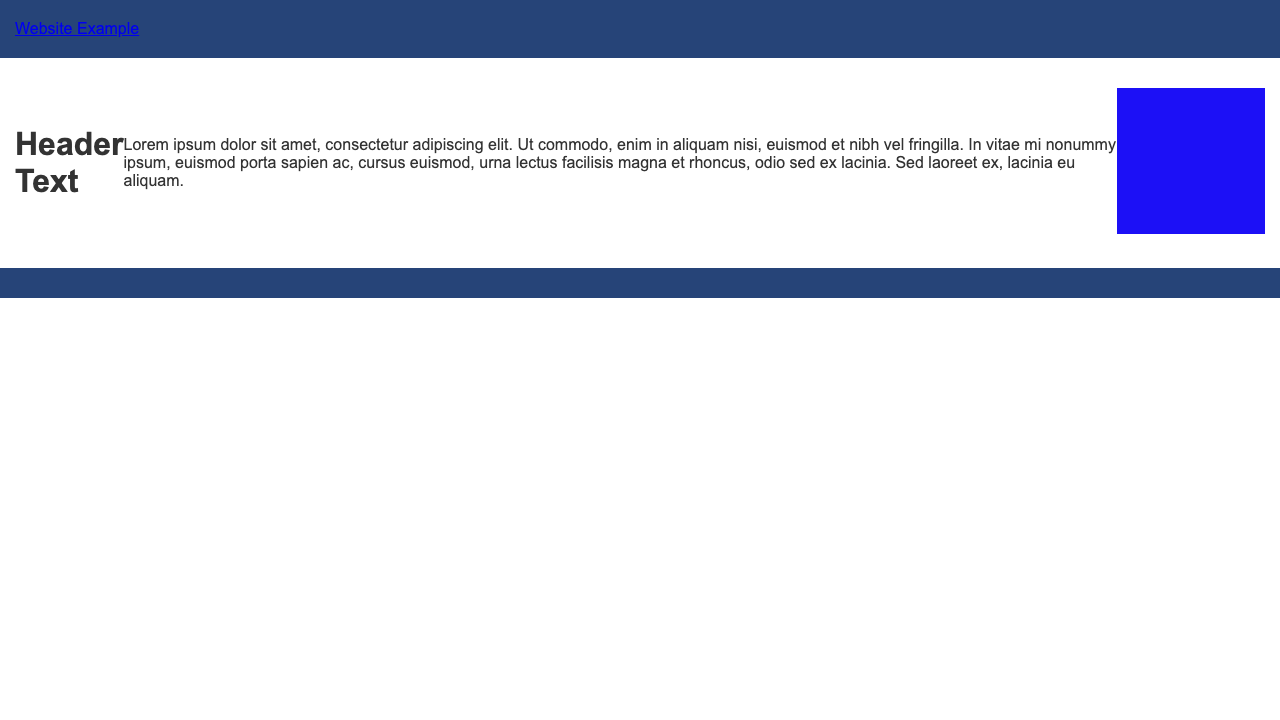 Website Example
Header
Text
Lorem ipsum dolor sit amet, consectetur adipiscing elit. Ut commodo, enim in aliquam nisi, euismod et nibh vel fringilla. In vitae mi nonummy
ipsum, euismod porta sapien ac, cursus euismod, urna lectus facilisis magna et rhoncus, odio sed ex lacinia. Sed laoreet ex, lacinia eu
aliquam.